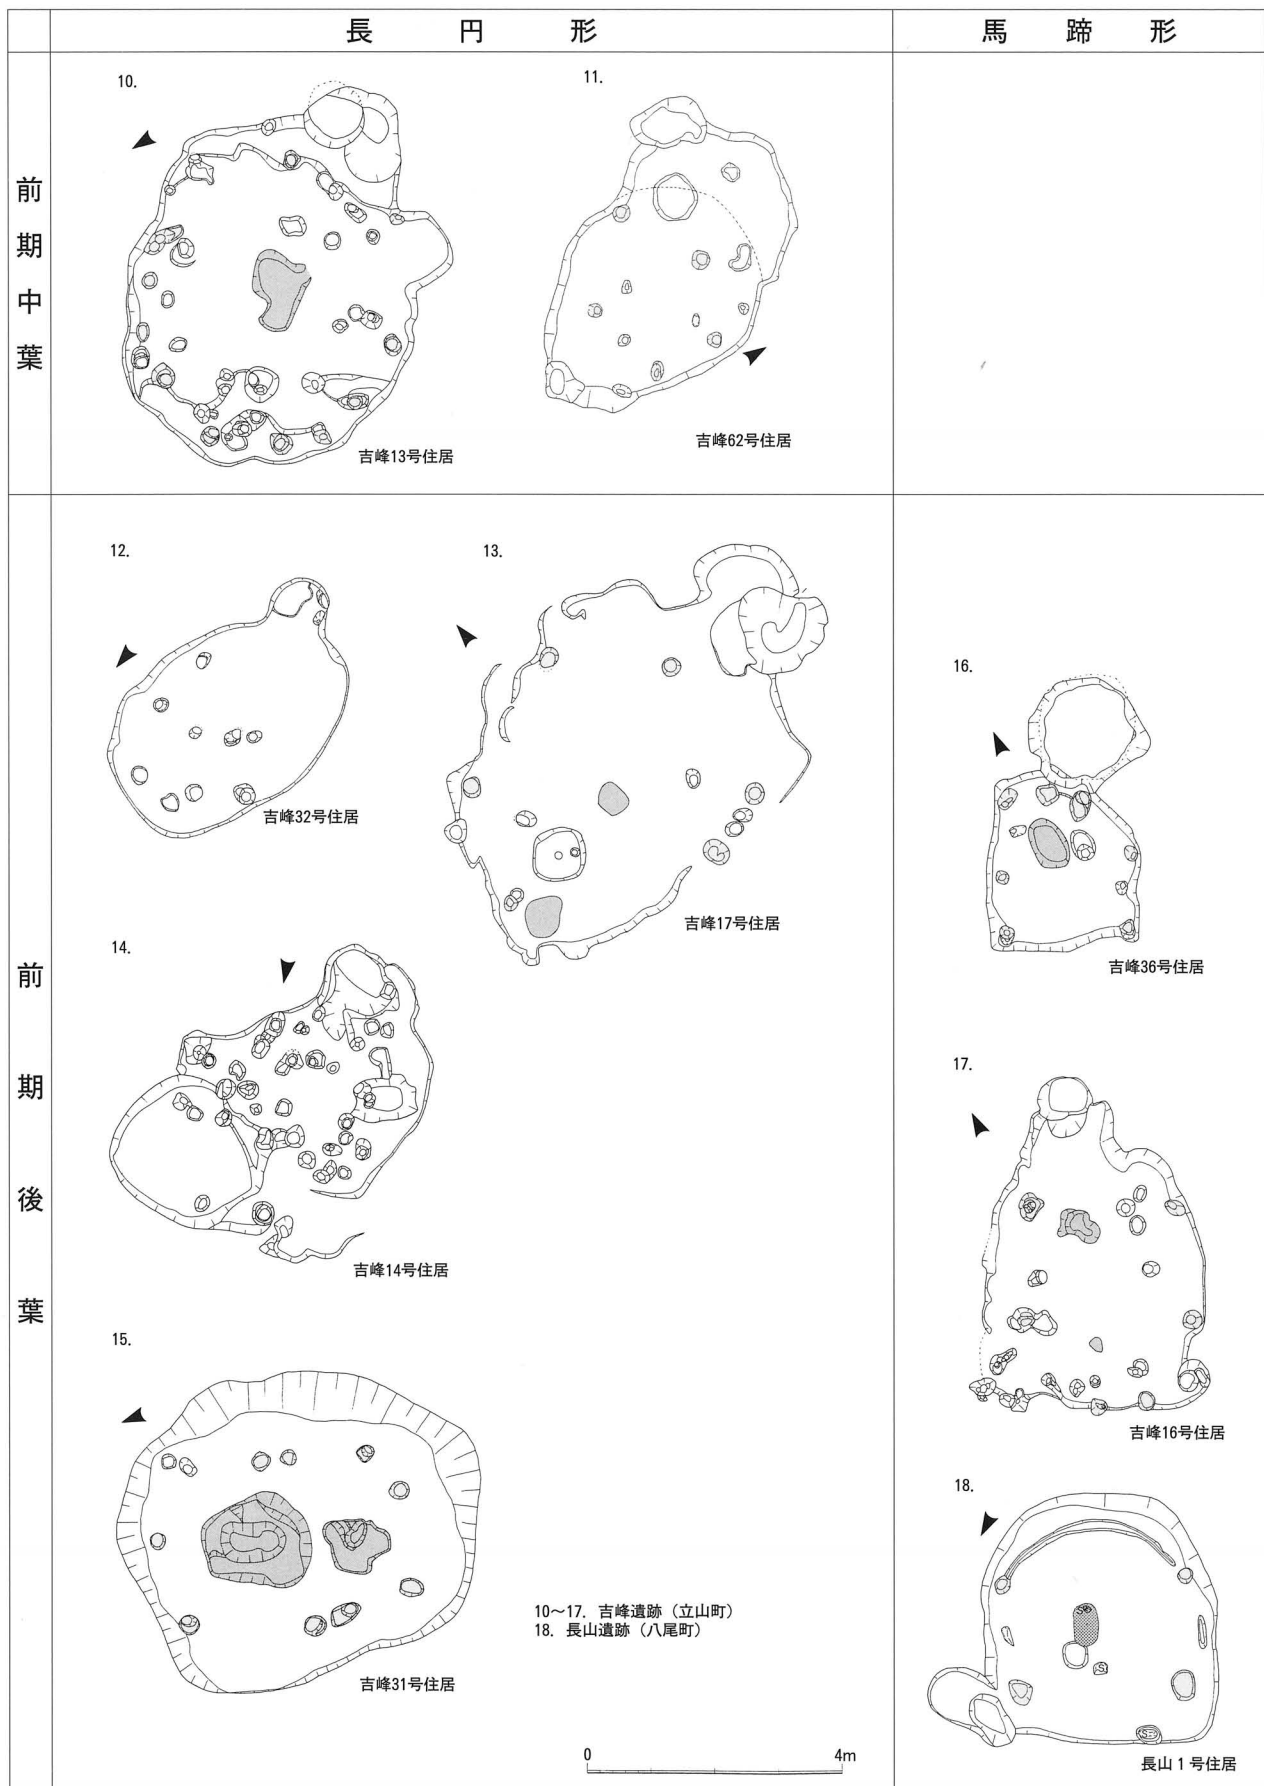 長円形
馬蹄形
前期中葉
10.
吉峰13号住居
11.
吉峰62号住居
前期後葉
12.
吉峰32号住居
13.
吉峰17号住居
14.
吉峰14号住居
15.
吉峰31号住居
16.
吉峰36号住居
17.
吉峰16号住居
18.
S
S
S
長山1号住居
10～17. 吉峰遺跡（立山町）
18. 長山遺跡（八尾町）
0 4m